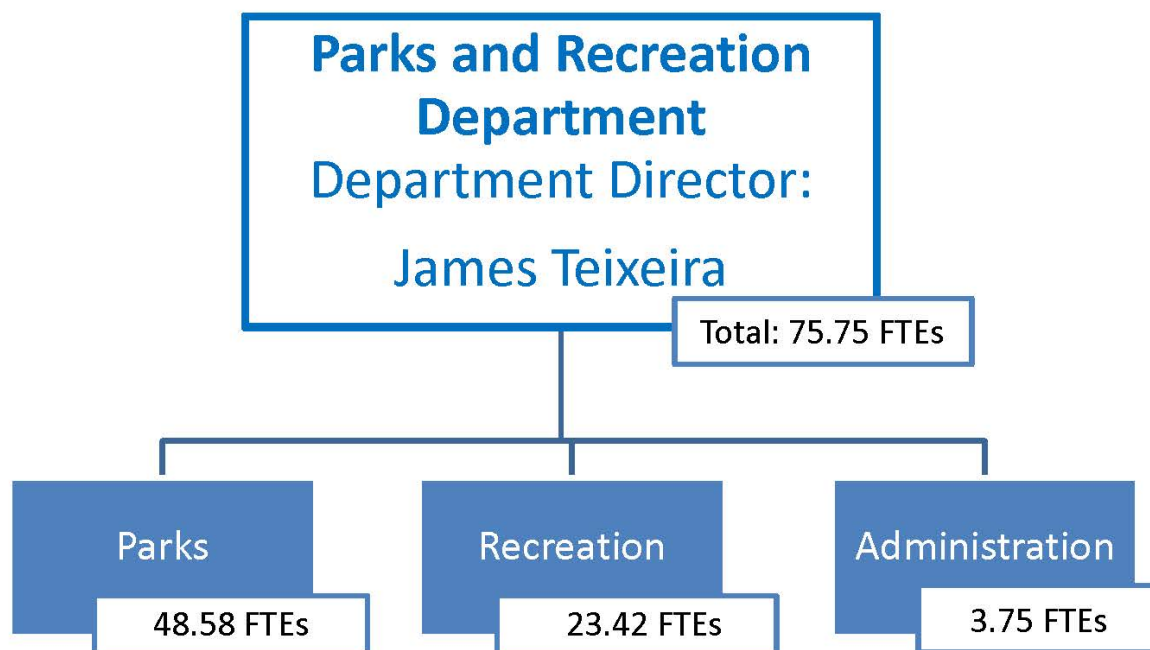 Parks and Recreation
Department
Department Director:
James Teixeira
Total: 75.75 FTEs
Parks
48.58 FTEs
Recreation
23.42 FTEs
Administration
3.75 FTEs